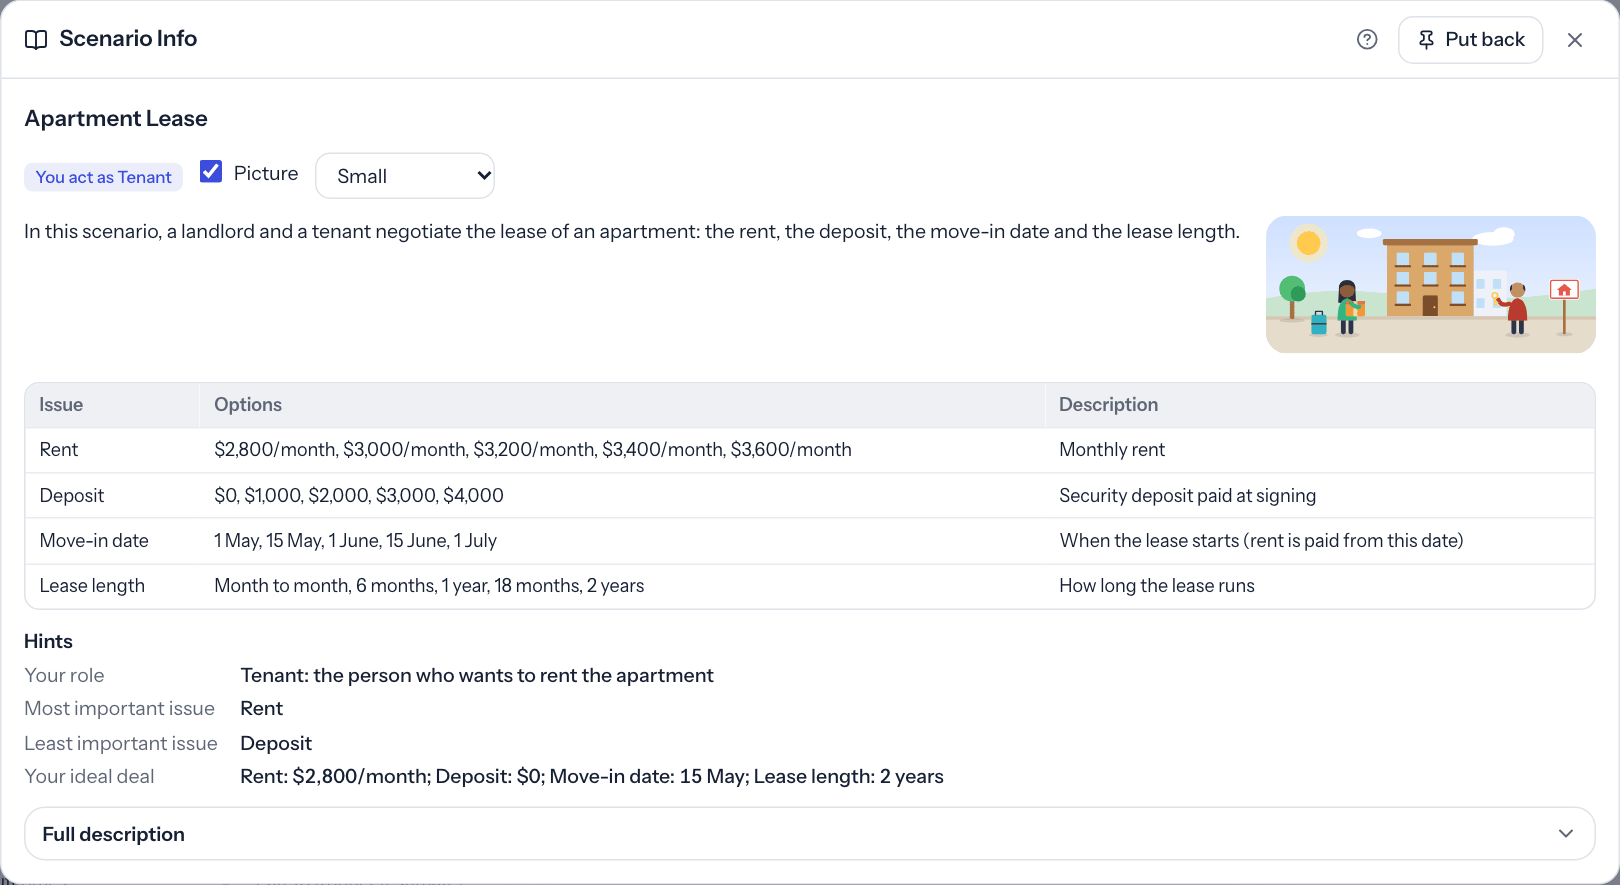 Scenario Info
Put back
Apartment Lease
You act as Tenant
Picture
Small
In this scenario, a landlord and a tenant negotiate the lease of an apartment: the rent, the deposit, the move-in date and the lease length.
Issue Options Description
Rent $2,800/month, $3,000/month, $3,200/month, $3,400/month, $3,600/month Monthly rent
Deposit $0, $1,000, $2,000, $3,000, $4,000 Security deposit paid at signing
Move-in date 1 May, 15 May, 1 June, 15 June, 1 July When the lease starts (rent is paid from this date)
Lease length Month to month, 6 months, 1 year, 18 months, 2 years How long the lease runs
Hints
Your role Tenant: the person who wants to rent the apartment
Most important issue Rent
Least important issue Deposit
Your ideal deal Rent: $2,800/month; Deposit: $0; Move-in date: 15 May; Lease length: 2 years
Full description